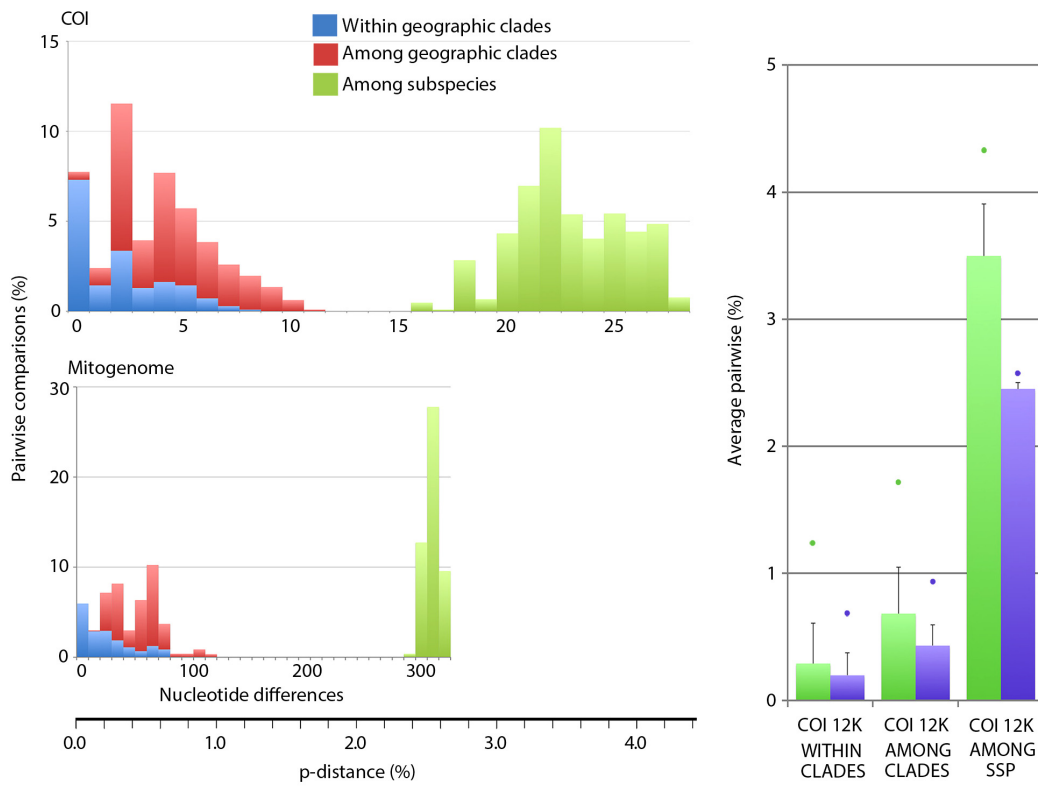 COI
Within geographic clades
Among geographic clades
Among subspecies
15
10
5
0
0 5 10 15 20 25
Pairwise comparisons (%)
Mitogenome
30
20
10
0
0 100 200 300
Nucleotide differences
0.0 1.0 2.0 3.0 4.0
p-distance (%)
Average pairwise (%)
5
4
3
2
1
0
COI 12K COI 12K COI 12K
WITHIN AMONG AMONG
CLADES CLADES SSP